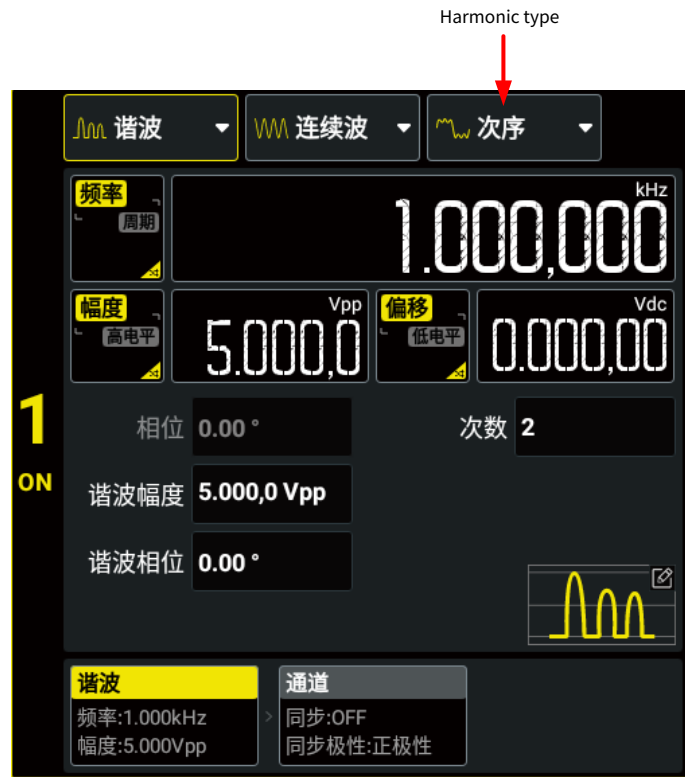 Harmonic type
谐波 连续波 次序
频率 周期 1.000,000 kHz
幅度 高电平 5.000,0 Vpp 偏移 低电平 0.000,00 Vdc
1
ON
相位 0.00 ° 次数 2
谐波幅度 5.000,0 Vpp
谐波相位 0.00 °
谐波 通道
频率:1.000kHz > 同步:OFF
幅度:5.000Vpp 同步极性:正极性